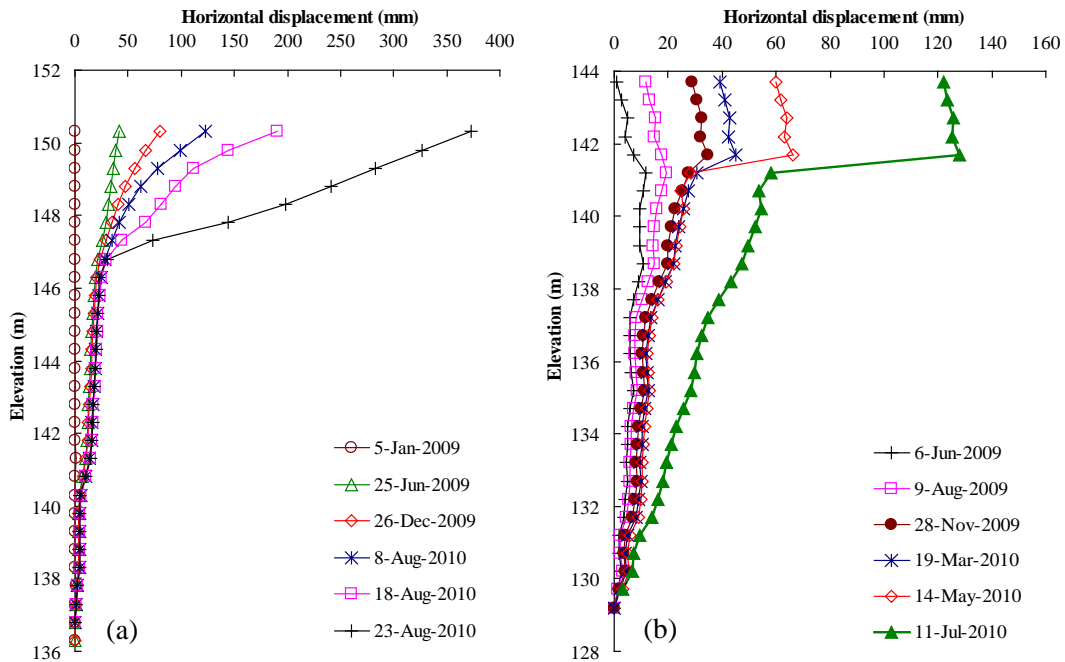 Horizontal displacement (mm)
0 50 100 150 200 250 300 350 400
152
150
148
146
144
142
140
138
136
Elevation (m)
5-Jan-2009
25-Jun-2009
26-Dec-2009
8-Aug-2010
18-Aug-2010
23-Aug-2010
(a)
Horizontal displacement (mm)
0 20 40 60 80 100 120 140 160
144
142
140
138
136
134
132
130
128
Elevation (m)
6-Jun-2009
9-Aug-2009
28-Nov-2009
19-Mar-2010
14-May-2010
11-Jul-2010
(b)